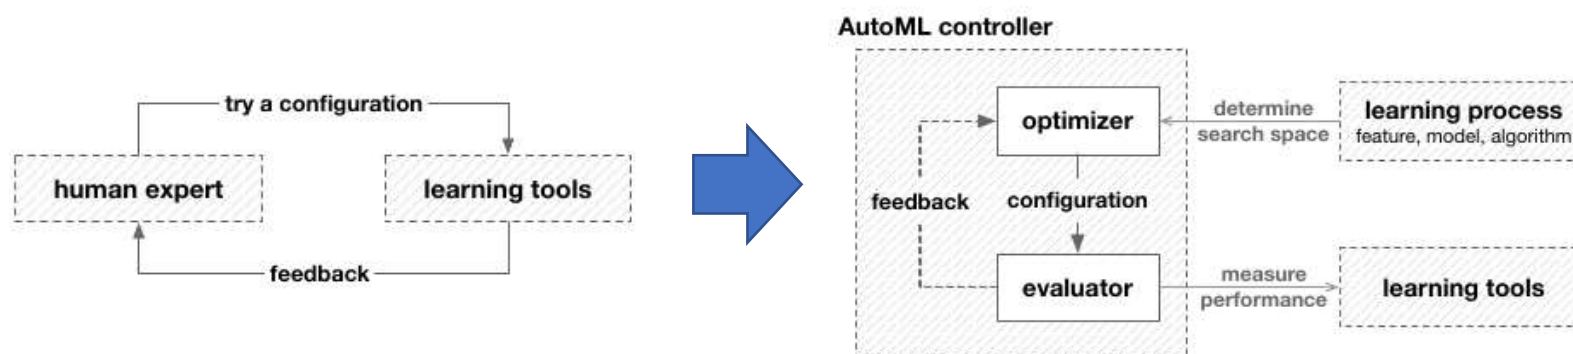 AutoML controller
try a configuration
human expert
learning tools
feedback
optimizer
determine
search space
learning process
feature, model, algorithm
feedback
configuration
evaluator
measure
performance
learning tools